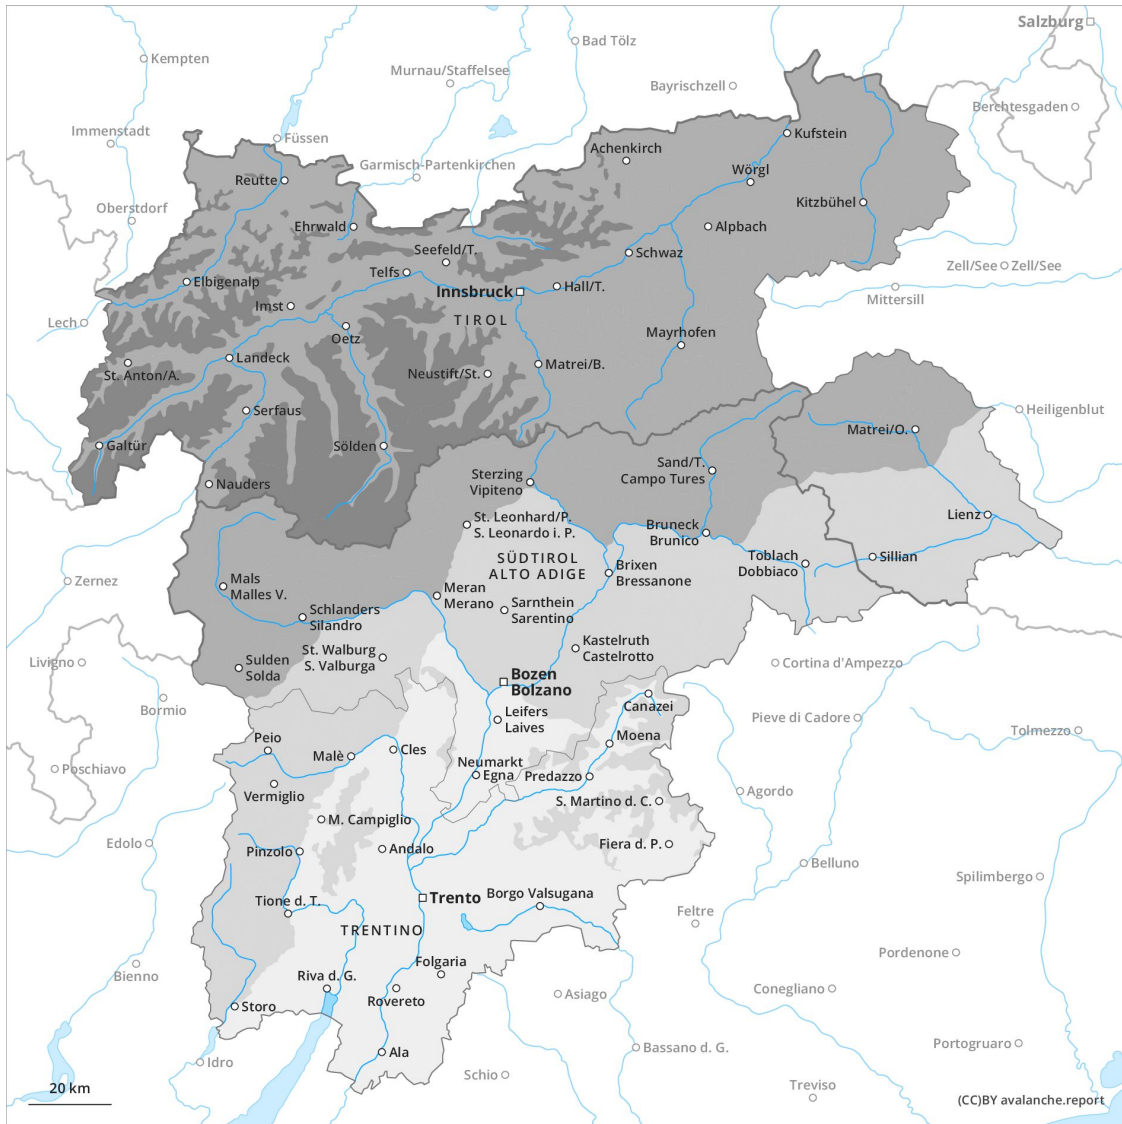 Salzburg
Bad Tölz
Kempten
Murnau/Staffelsee
Bayrischzell
Berchtesgaden
Immenstadt
Füssen
Kufstein
Achenkirch
Garmisch-Partenkirchen
Wörgl
Reutte
Kitzbühel
Oberstdorf
Ehrwald
Alpbach
Seefeld/T.
Schwaz
Telfs
Zell/See
Zell/See
Elbigenalp
Innsbruck
Hall/T.
Mittersill
Imst
TIROL
Lech
Oetz
Mayrhofen
Landeck
Matrei/B.
St. Anton/A.
Neustift/St.
Serfaus
Heiligenblut
Matrei/O.
Galtür
Sölden
Sterzing
Vipiteno
Sand/T.
Campo Tures
Nauders
St. Leonhard/P.
S. Leonardo i. P.
Lienz
Bruneck
Brunico
SÜDTIROL
ALTO ADIGE
Toblach
Dobbiaco
Sillian
Brixen
Bressanone
Zernez
Mals
Malles V.
Meran
Merano
Sarnthein
Sarentino
Schlanders
Silandro
Kastelruth
Castelrotto
St. Walburg
S. Valburga
Livigno
Sulden
Solda
Cortina d'Ampezzo
Bozen
Bolzano
Bormio
Canazei
Leifers
Laives
Pieve di Cadore
Tolmezzo
Peio
Moena
Malè
Cles
Poschiavo
Neumarkt
Egna
Predazzo
Vermiglio
Agordo
S. Martino d. C.
M. Campiglio
Edolo
Pinzolo
Andalo
Fiera d. P.
Belluno
Spilimbergo
Tione d. T.
Trento
Borgo Valsugana
Feltre
TRENTINO
Pordenone
Folgaria
Bienno
Riva d. G.
Conegliano
Asiago
Rovereto
Storo
Portogruaro
Ala
Bassano d. G.
Idro
Schio
Treviso
20 km
(CC)BY avalanche.report